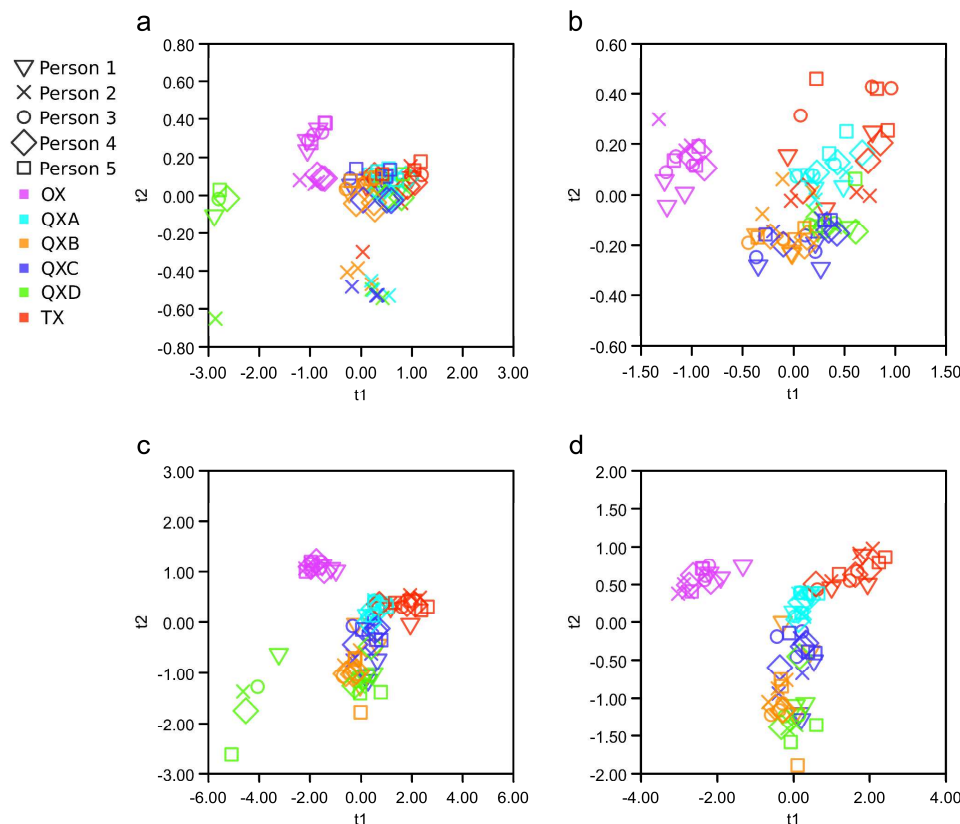 a
b
Person 1
Person 2
Person 3
Person 4
Person 5
OX
QXA
QXB
QXC
QXD
TX
0.80
0.60
0.40
0.20
0.00
-0.20
-0.40
-0.60
-0.80
t2
-3.00 -2.00 -1.00 0.00 1.00 2.00 3.00
t1
0.60
0.40
0.20
0.00
-0.20
-0.40
-0.60
t2
-1.50 -1.00 -0.50 0.00 0.50 1.00 1.50
t1
c
d
3.00
2.00
1.00
0.00
-1.00
-2.00
-3.00
t2
-6.00 -4.00 -2.00 0.00 2.00 4.00 6.00
t1
2.00
1.50
1.00
0.50
0.00
-0.50
-1.00
-1.50
-2.00
t2
-4.00 -2.00 0.00 2.00 4.00
t1